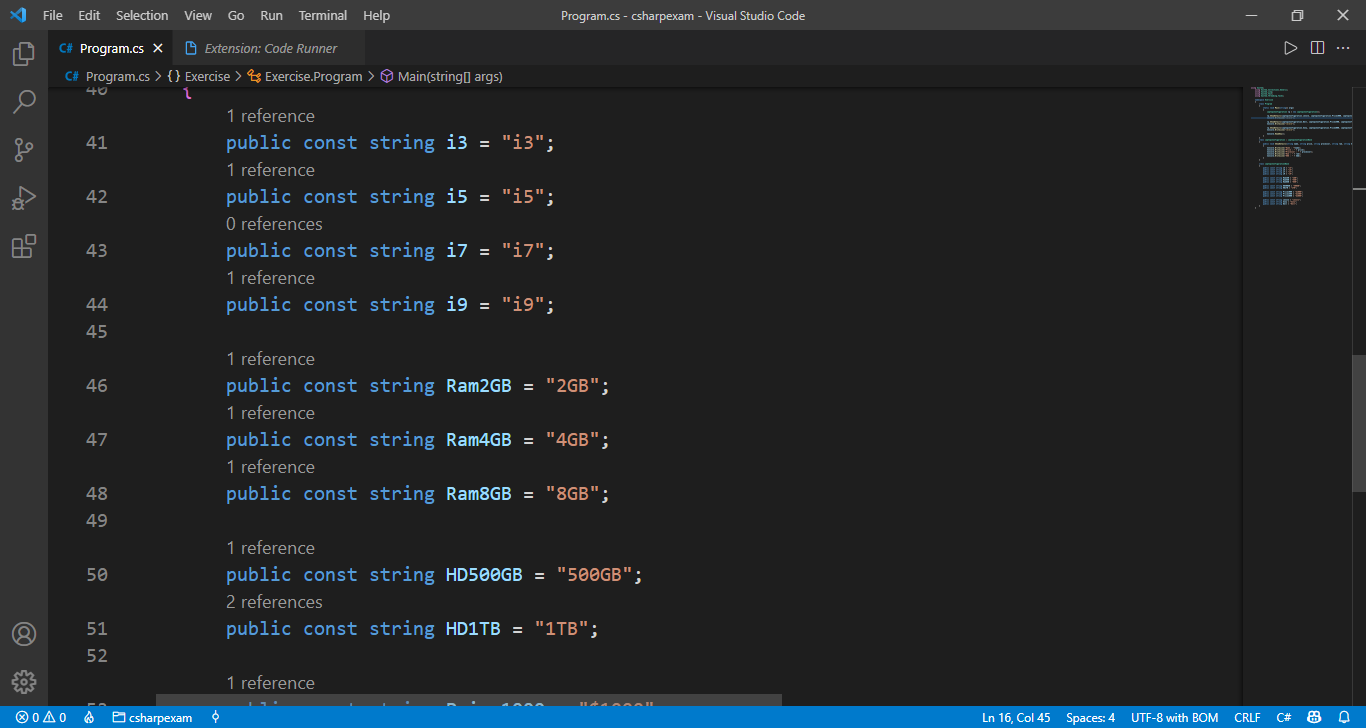 File Edit Selection View Go Run Terminal Help Program.cs - csharpexam - Visual Studio Code
C# Program.cs Extension: Code Runner
C# Program.cs > { } Exercise > Exercise.Program > Main(string[] args)
40 {
1 reference
41 public const string i3 = "i3";
1 reference
42 public const string i5 = "i5";
0 references
43 public const string i7 = "i7";
1 reference
44 public const string i9 = "i9";
45
1 reference
46 public const string Ram2GB = "2GB";
1 reference
47 public const string Ram4GB = "4GB";
1 reference
48 public const string Ram8GB = "8GB";
49
1 reference
50 public const string HD500GB = "500GB";
2 references
51 public const string HD1TB = "1TB";
52
1 reference
0 0 csharpexam Ln 16, Col 45 Spaces: 4 UTF-8 with BOM CRLF C#